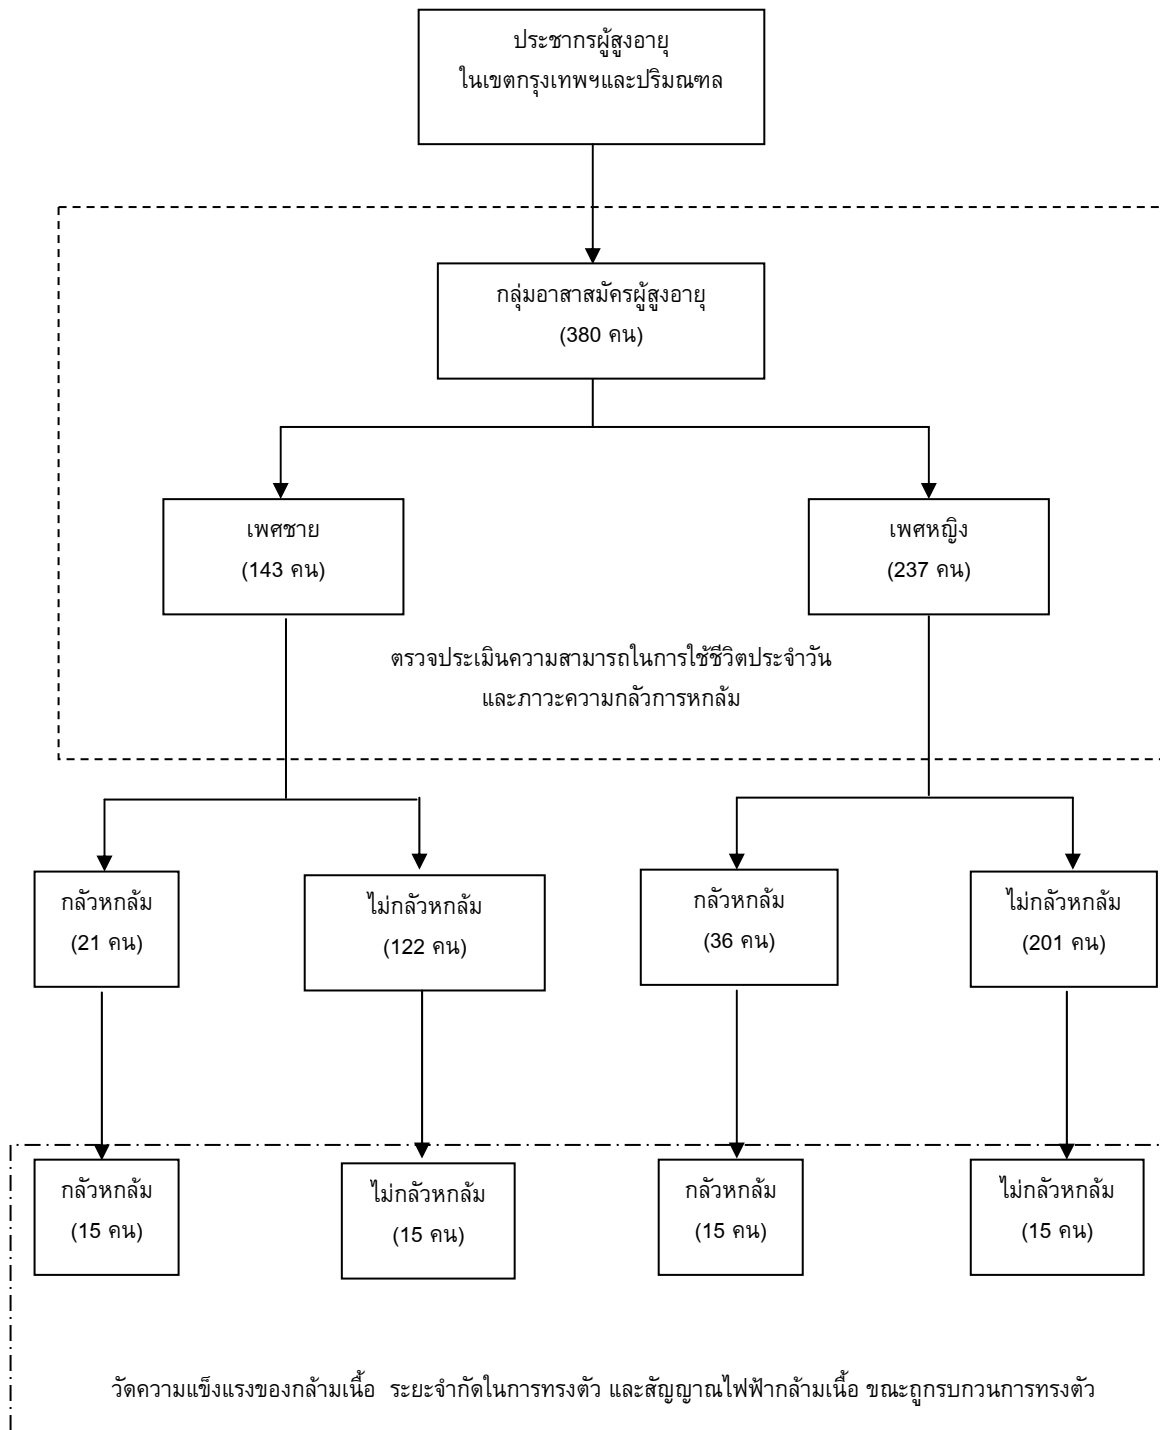 ประชากรผู้สูงอายุ
ในเขตกรุงเทพฯและปริมณฑล
กลุ่มอาสาสมัครผู้สูงอายุ
(380 คน)
เพศชาย
(143 คน)
เพศหญิง
(237 คน)
ตรวจประเมินความสามารถในการใช้ชีวิตประจำวัน
และภาวะความกลัวการหกล้ม
กลัวหกล้ม
(21 คน)
ไม่กลัวหกล้ม
(122 คน)
กลัวหกล้ม
(36 คน)
ไม่กลัวหกล้ม
(201 คน)
กลัวหกล้ม
(15 คน)
ไม่กลัวหกล้ม
(15 คน)
กลัวหกล้ม
(15 คน)
ไม่กลัวหกล้ม
(15 คน)
วัดความแข็งแรงของกล้ามเนื้อ ระยะจำกัดในการทรงตัว และสัญญาณไฟฟ้ากล้ามเนื้อ ขณะถูกรบกวนการทรงตัว